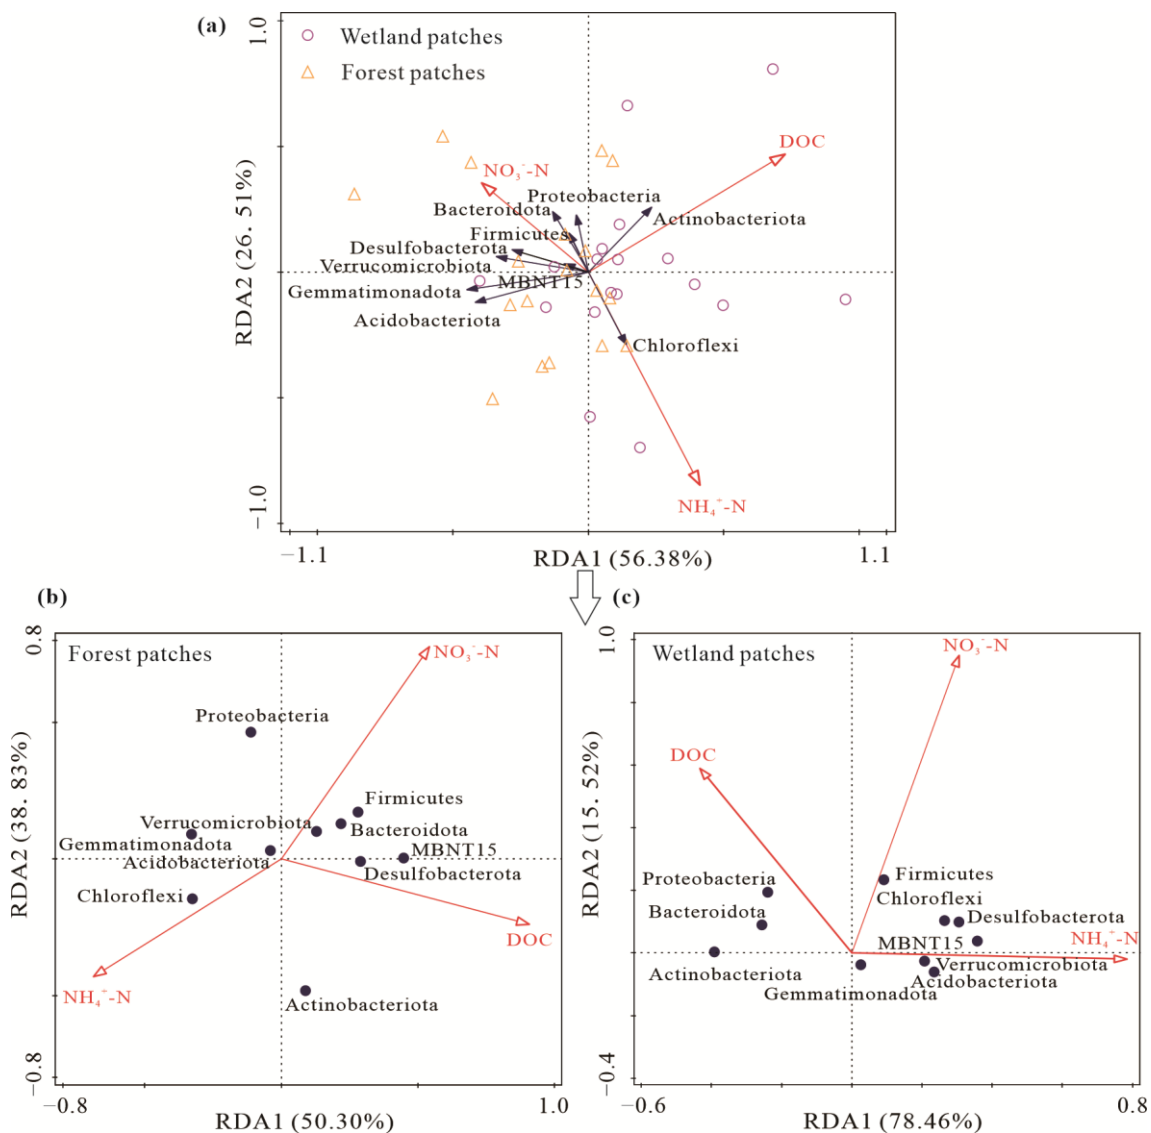 (a)
1.0
Wetland patches
Forest patches
DOC
NO₃⁻-N
Proteobacteria
Bacteroidota
Actinobacteriota
Firmicutes
Desulfobacterota
Verrucomicrobiota
MBNT15
Gemmatimonadota
Acidobacteriota
Chloroflexi
NH₄⁺-N
RDA2 (26. 51%)
−1.0
−1.1
RDA1 (56.38%)
1.1
(b)
0.8
Forest patches
NO₃⁻-N
Proteobacteria
Firmicutes
Verrucomicrobiota
Bacteroidota
Gemmatimonadota
MBNT15
Acidobacteriota
Desulfobacterota
Chloroflexi
DOC
NH₄⁺-N
Actinobacteriota
RDA2 (38. 83%)
−0.8
−0.8
RDA1 (50.30%)
1.0
(c)
1.0
Wetland patches
NO₃⁻-N
DOC
Proteobacteria
Firmicutes
Chloroflexi
Bacteroidota
Desulfobacterota
MBNT15
NH₄⁺-N
Actinobacteriota
Verrucomicrobiota
Acidobacteriota
Gemmatimonadota
RDA2 (15. 52%)
−0.4
−0.6
RDA1 (78.46%)
0.8